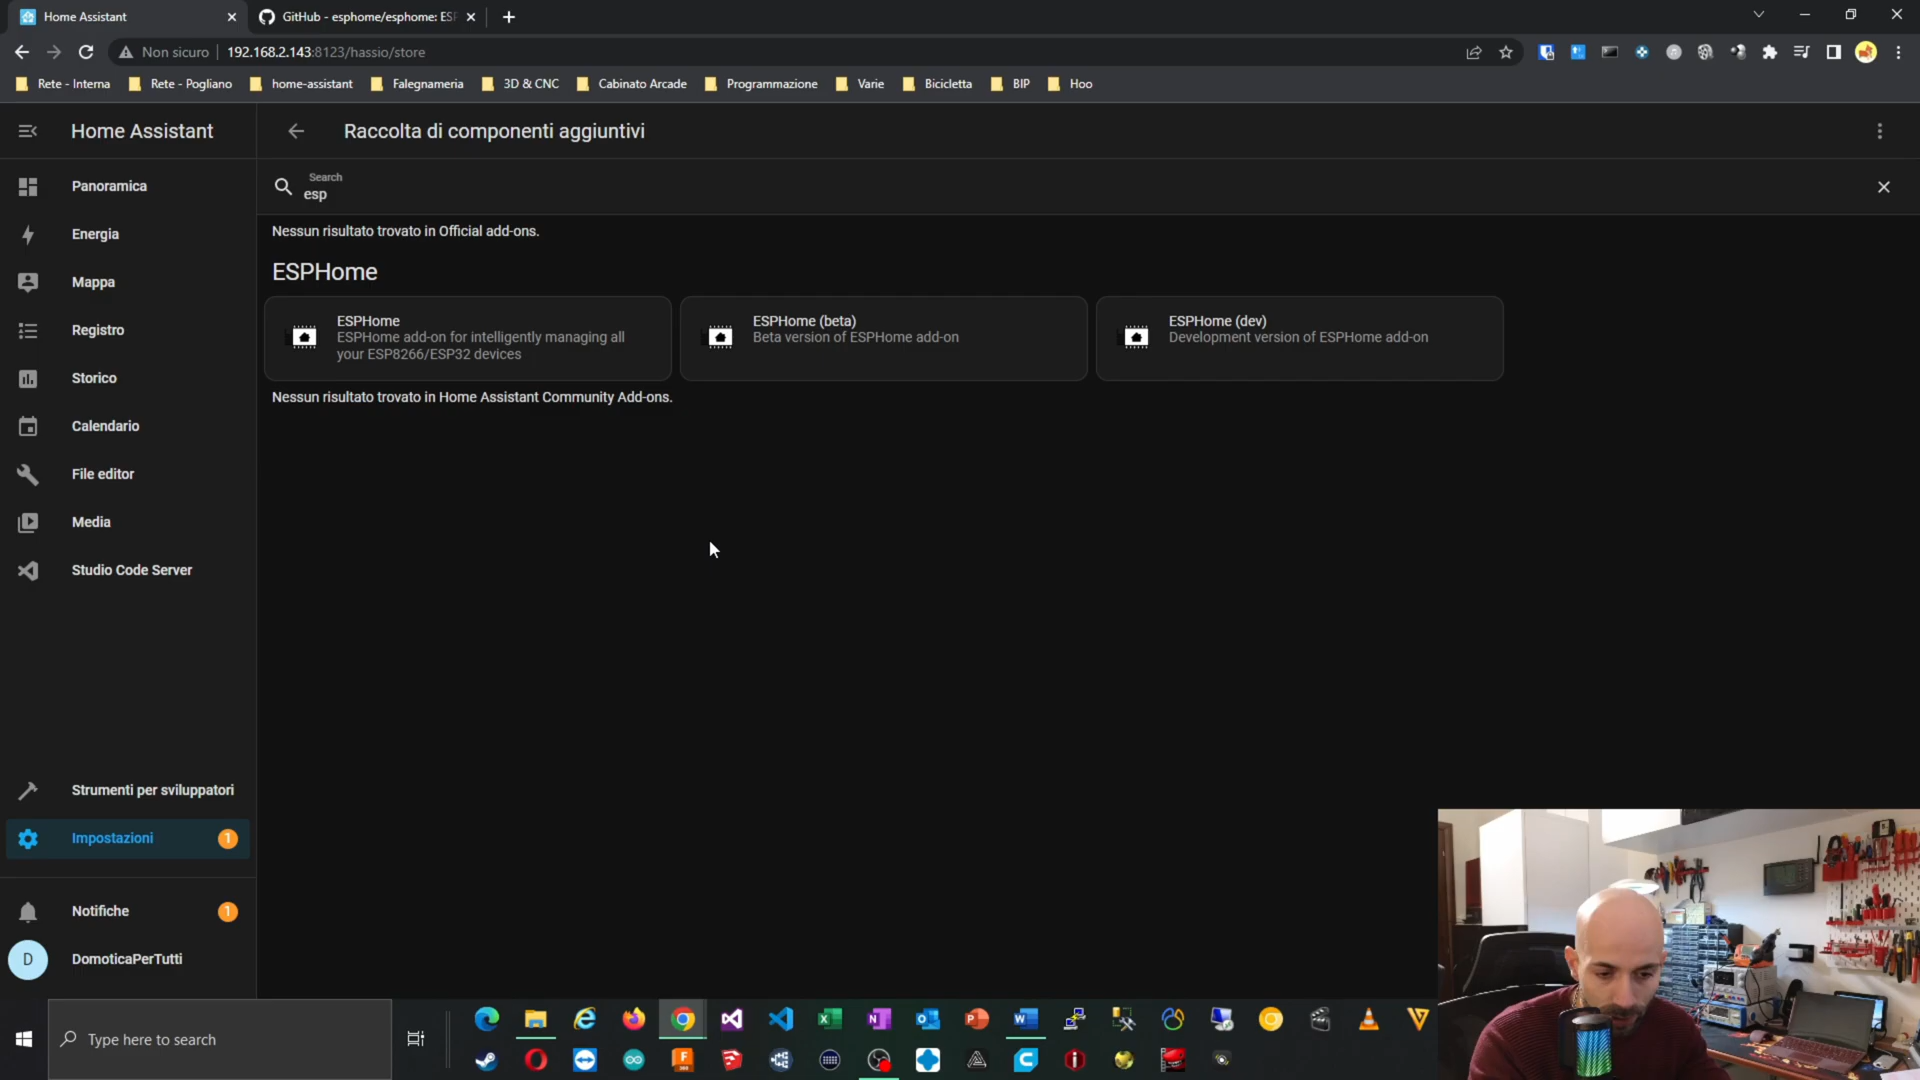 Home Assistant
GitHub - esphome/esphome: ESP
Non sicuro
192.168.2.143:8123/hassio/store
Rete - Interna
Rete - Pogliano
home-assistant
Falegnameria
3D & CNC
Cabinato Arcade
Programmazione
Varie
Bicicletta
BIP
Hoo
Home Assistant
Raccolta di componenti aggiuntivi
Panoramica
Energia
Mappa
Registro
Storico
Calendario
File editor
Media
Studio Code Server
Strumenti per sviluppatori
Impostazioni
1
Notifiche
1
D
DomoticaPerTutti
Search
esp
Nessun risultato trovato in Official add-ons.
ESPHome
ESPHome
ESPHome add-on for intelligently managing all
your ESP8266/ESP32 devices
ESPHome (beta)
Beta version of ESPHome add-on
ESPHome (dev)
Development version of ESPHome add-on
Nessun risultato trovato in Home Assistant Community Add-ons.
Type here to search